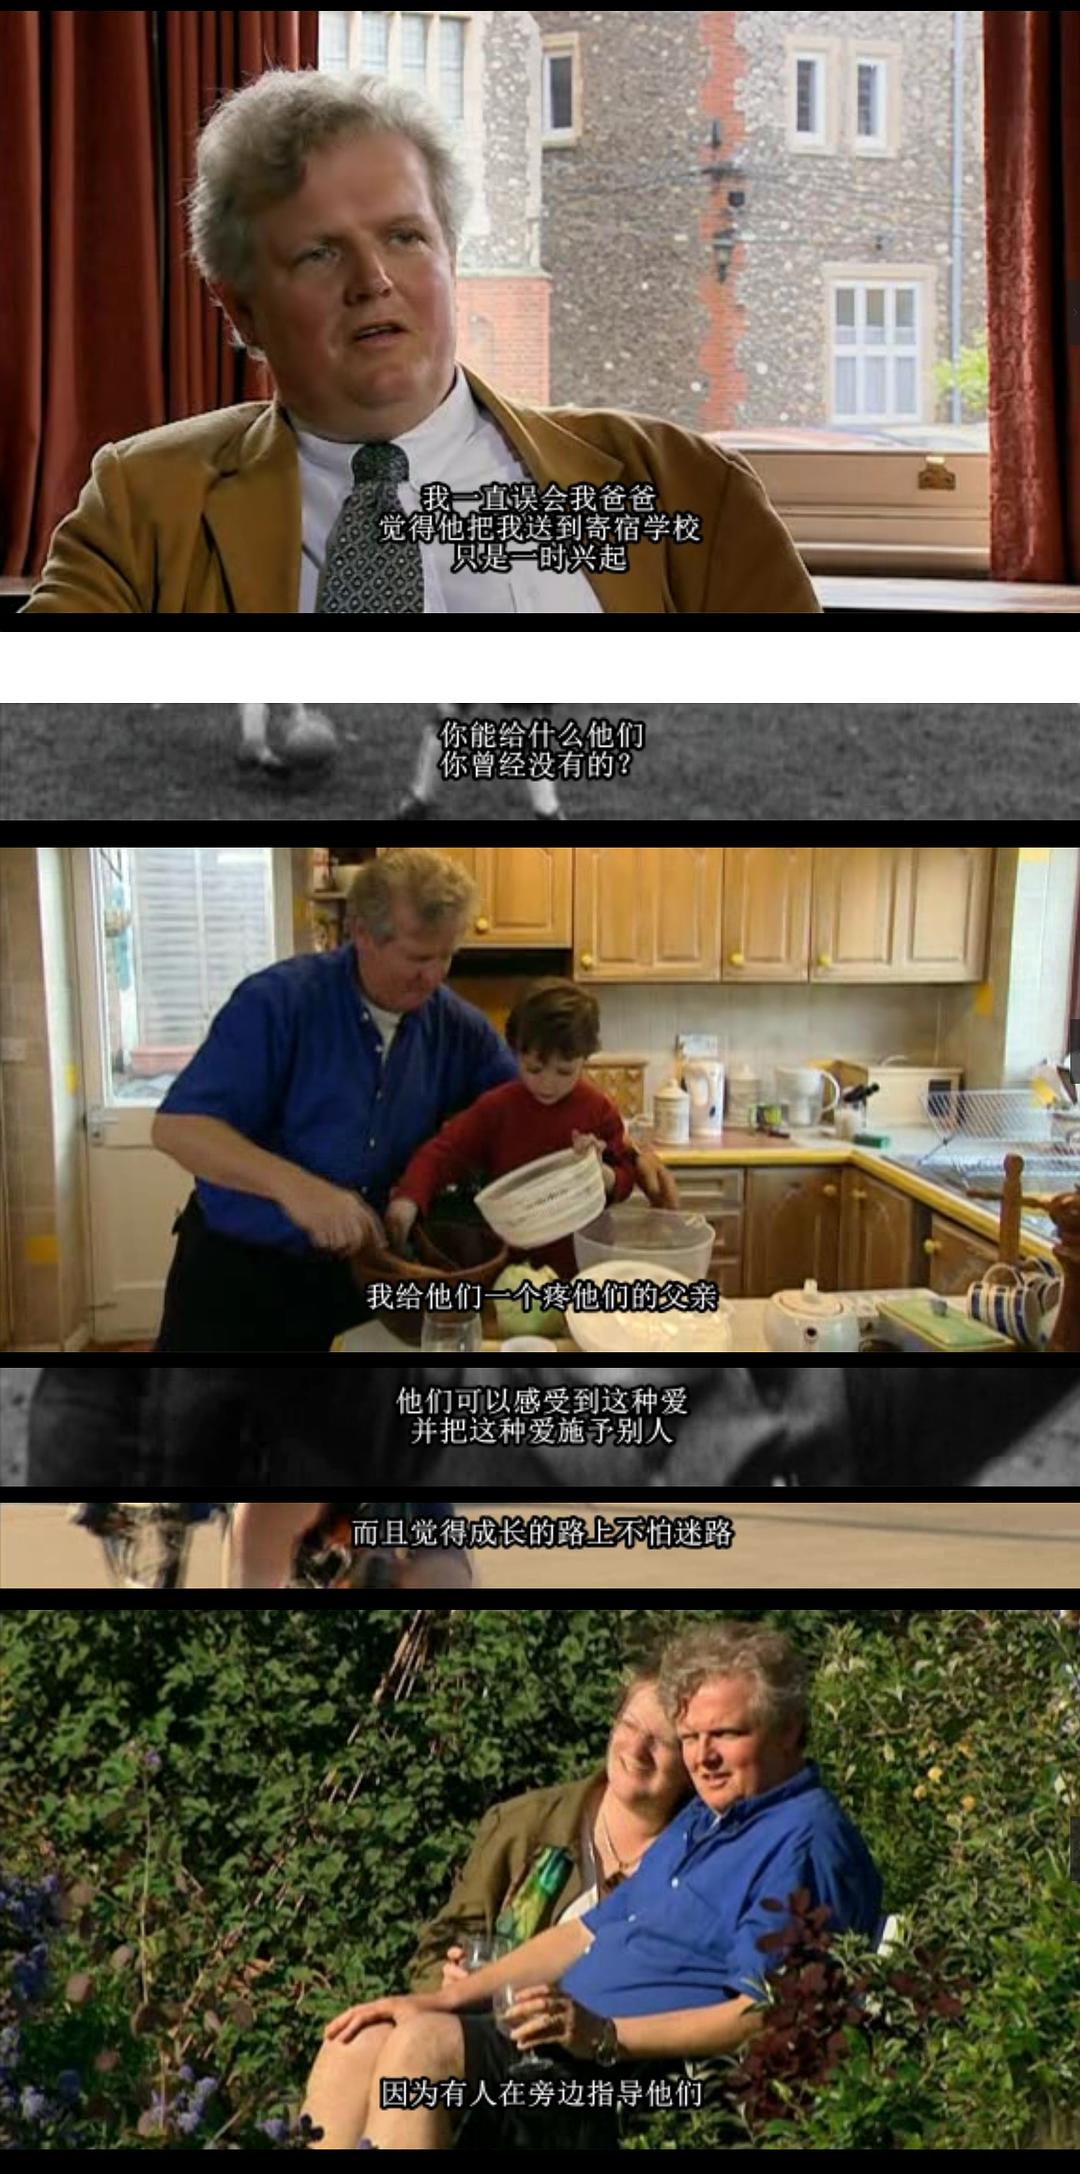 我一直误会我爸爸
觉得他把我送到寄宿学校
只是一时兴起
你能给什么他们
你曾经没有的？
我给他们一个疼他们的父亲
他们可以感受到这种爱
并把这种爱施予别人
而且觉得成长的路上不怕迷路
因为有人在旁边指导他们